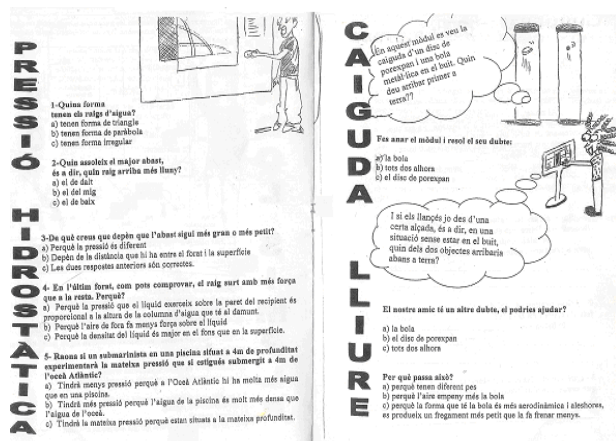 PRESSIÓ HIDROSTÀTICA
1-Quina forma
tenen els raigs d'aigua?
a) tenen forma de triangle
b) tenen forma de paràbola
c) tenen forma irregular
2-Quin assoleix el major abast,
és a dir, quin raig arriba més lluny?
a) el de dalt
b) el del mig
c) el de baix
3-De què creus que depèn que l'abast sigui més gran o més petit?
a) Perquè la pressió és diferent
b) Depèn de la distància que hi ha entre el forat i la superfície
c) Les dues respostes anteriors són correctes.
4- En l'últim forat, com pots comprovar, el raig surt amb més força
que a la resta. Perquè?
a) Perquè la pressió que el líquid exerceix sobre la paret del recipient és
proporcional a la altura de la columna d'aigua que té al damunt.
b) Perquè l'aire de fora fa menys força sobre el líquid
c) Perquè la densitat del líquid és major en el fons que en la superfície.
5- Raona si un submarinista en una piscina situat a 4m de profunditat
experimentarà la mateixa pressió que si estigués submergit a 4m de
l'oceà Atlàntic?
a) Tindrà menys pressió perquè a l'Oceà Atlàntic hi ha molta més aigua
que en una piscina.
b) Tindrà més pressió perquè l'aigua de la piscina és molt més densa que
l'aigua de l'oceà.
c) Tindrà la mateixa pressió perquè estan situats a la mateixa profunditat.
CAIGUDA LLIURE
En aquest mòdul es veu la
caiguda d'un disc de
porexpan i una bola
metàl·lica en el buit. Quin
deu arribar primer a
terra??
Fes anar el mòdul i resol el seu dubte:
a) la bola
b) tots dos alhora
c) el disc de porexpan
I si els llancés jo des d'una
certa alçada, és a dir, en una
situació sense estar en el buit,
quin dels dos objectes arribaria
abans a terra?
El nostre amic té un altre dubte, el podries ajudar?
a) la bola
b) el disc de porexpan
c) tots dos alhora
Per què passa això?
a) perquè tenen diferent pes
b) perquè l'aire empeny més la bola
c) perquè la forma que té la bola és més aerodinàmica i aleshores,
es produeix un fregament més petit que la fa frenar menys.